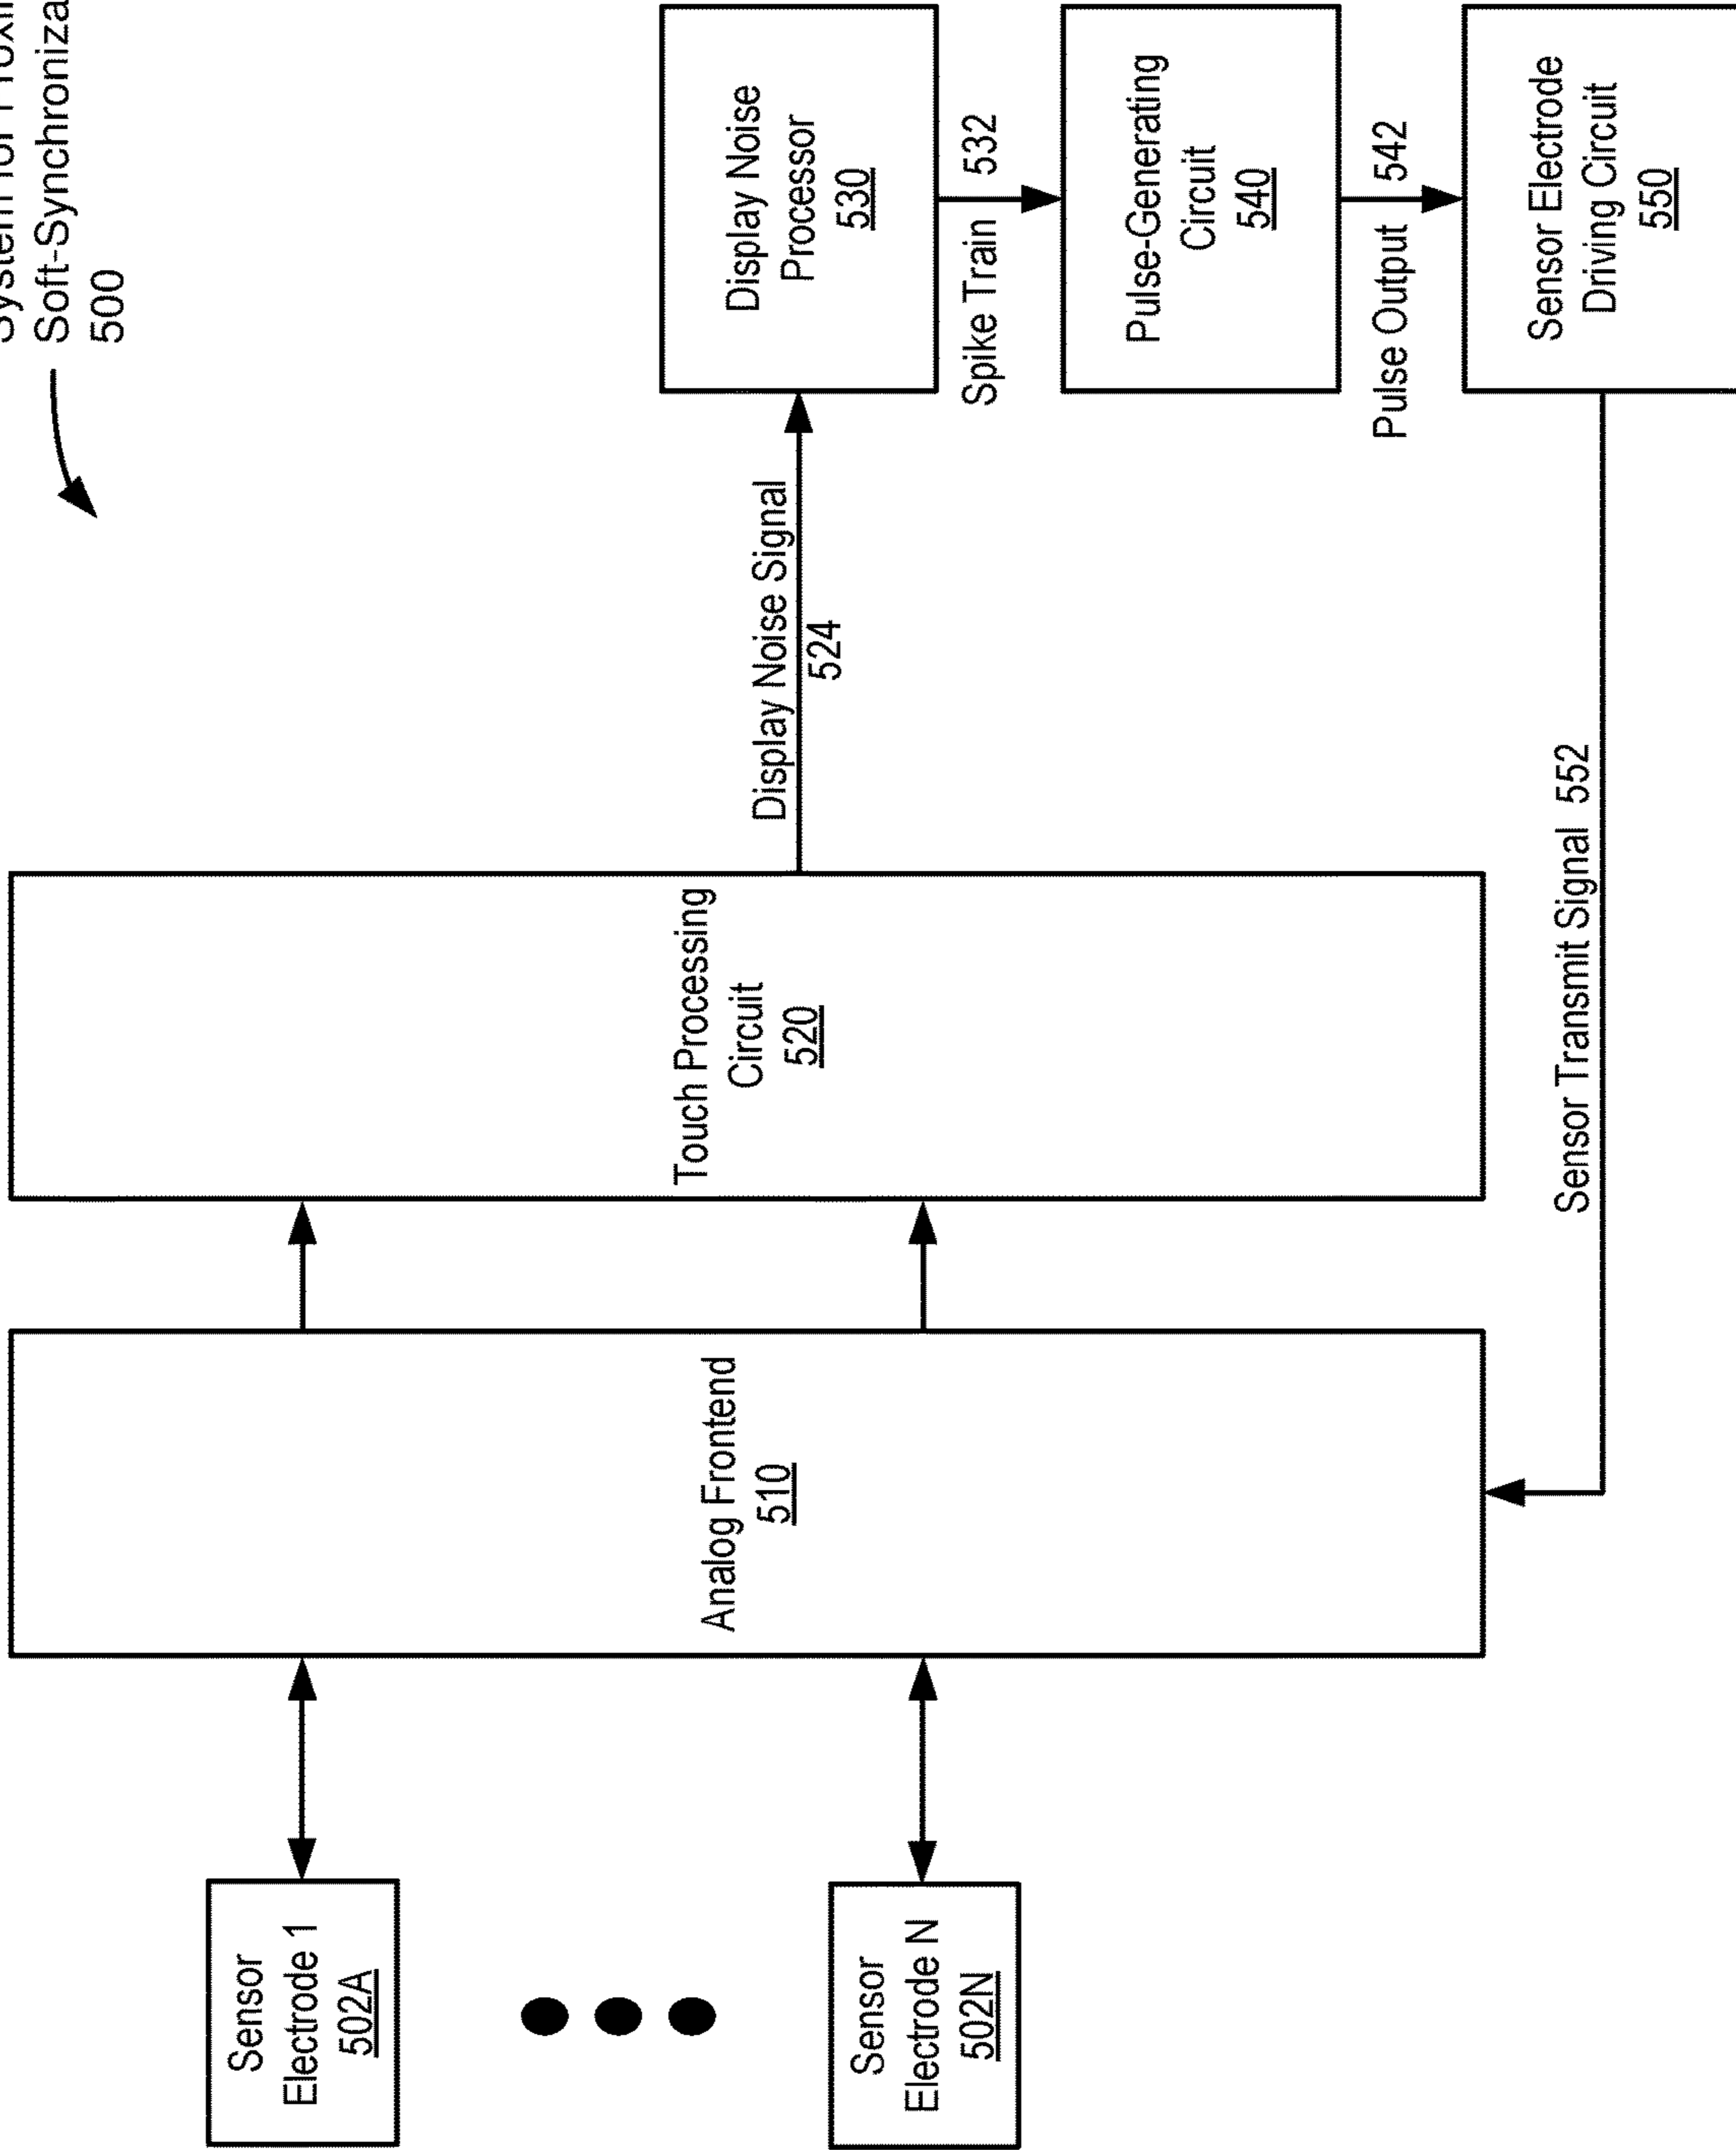 Soft-Synchroniza
500
Sensor
Electrode 1
502A
Sensor
Electrode N
502N
Analog Frontend
510
Touch Processing
Circuit
520
Display Noise Signal
524
Display Noise
Processor
530
Spike Train 532
Pulse-Generating
Circuit
540
Pulse Output 542
Sensor Electrode
Driving Circuit
550
Sensor Transmit Signal 552